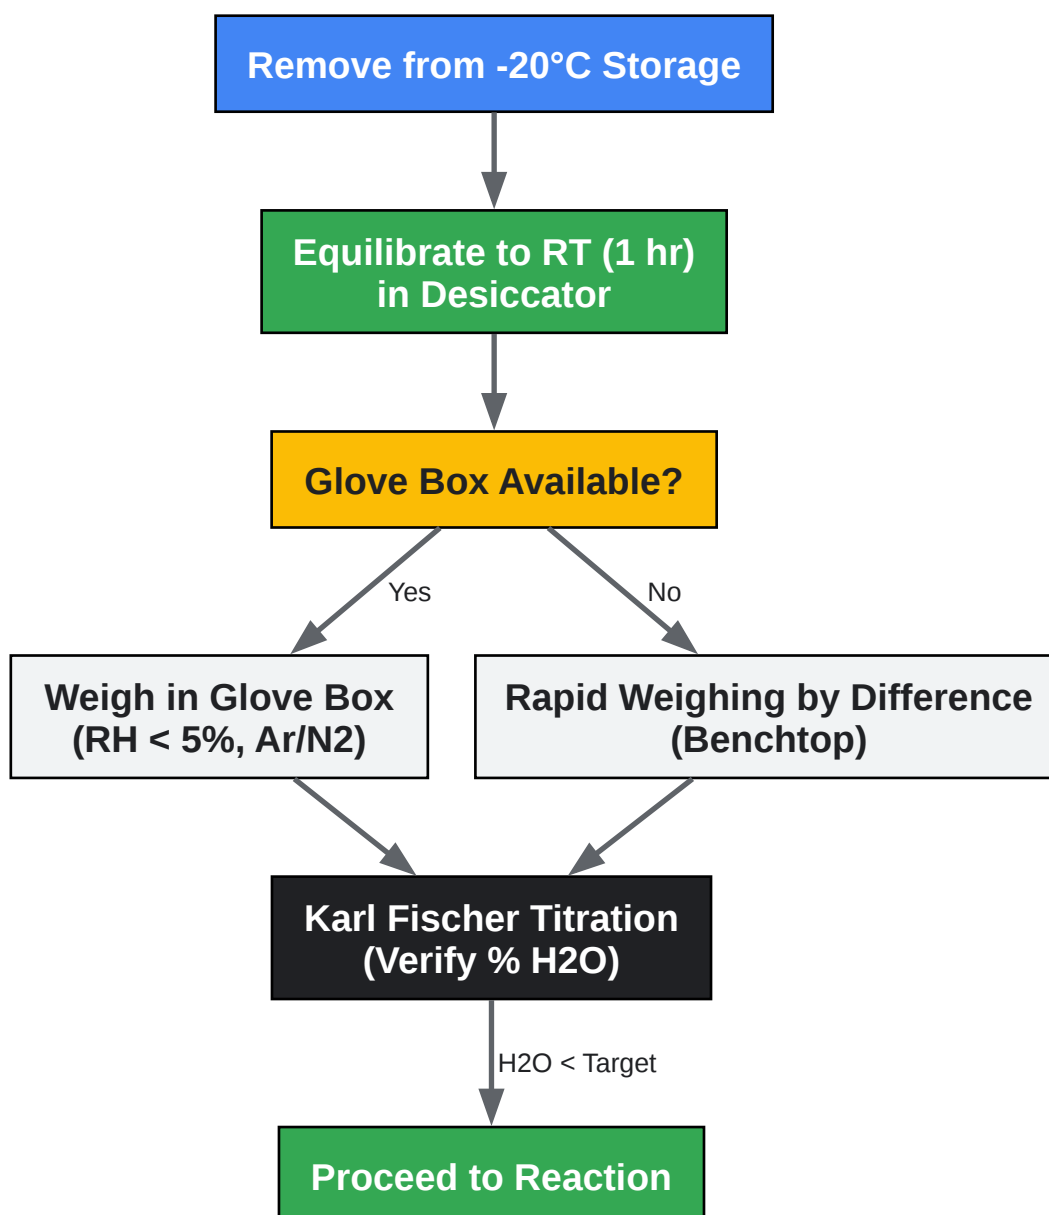 Remove from -20°C Storage
Equilibrate to RT (1 hr)
in Desiccator
Glove Box Available?
Yes
No
Weigh in Glove Box
(RH < 5%, Ar/N2)
Rapid Weighing by Difference
(Benchtop)
Karl Fischer Titration
(Verify % H2O)
H2O < Target
Proceed to Reaction